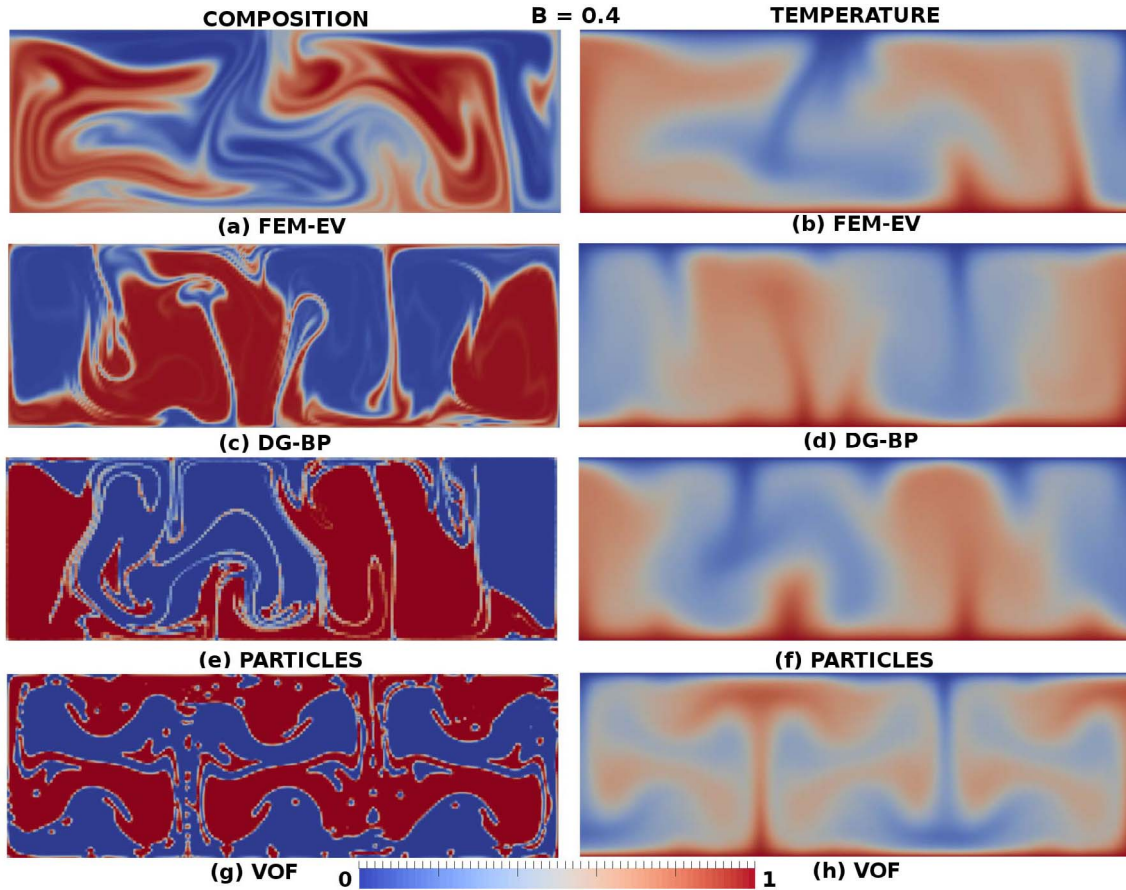 COMPOSITION B = 0.4 TEMPERATURE
(a) FEM-EV (b) FEM-EV
(c) DG-BP (d) DG-BP
(e) PARTICLES (f) PARTICLES
(g) VOF 0 1 (h) VOF